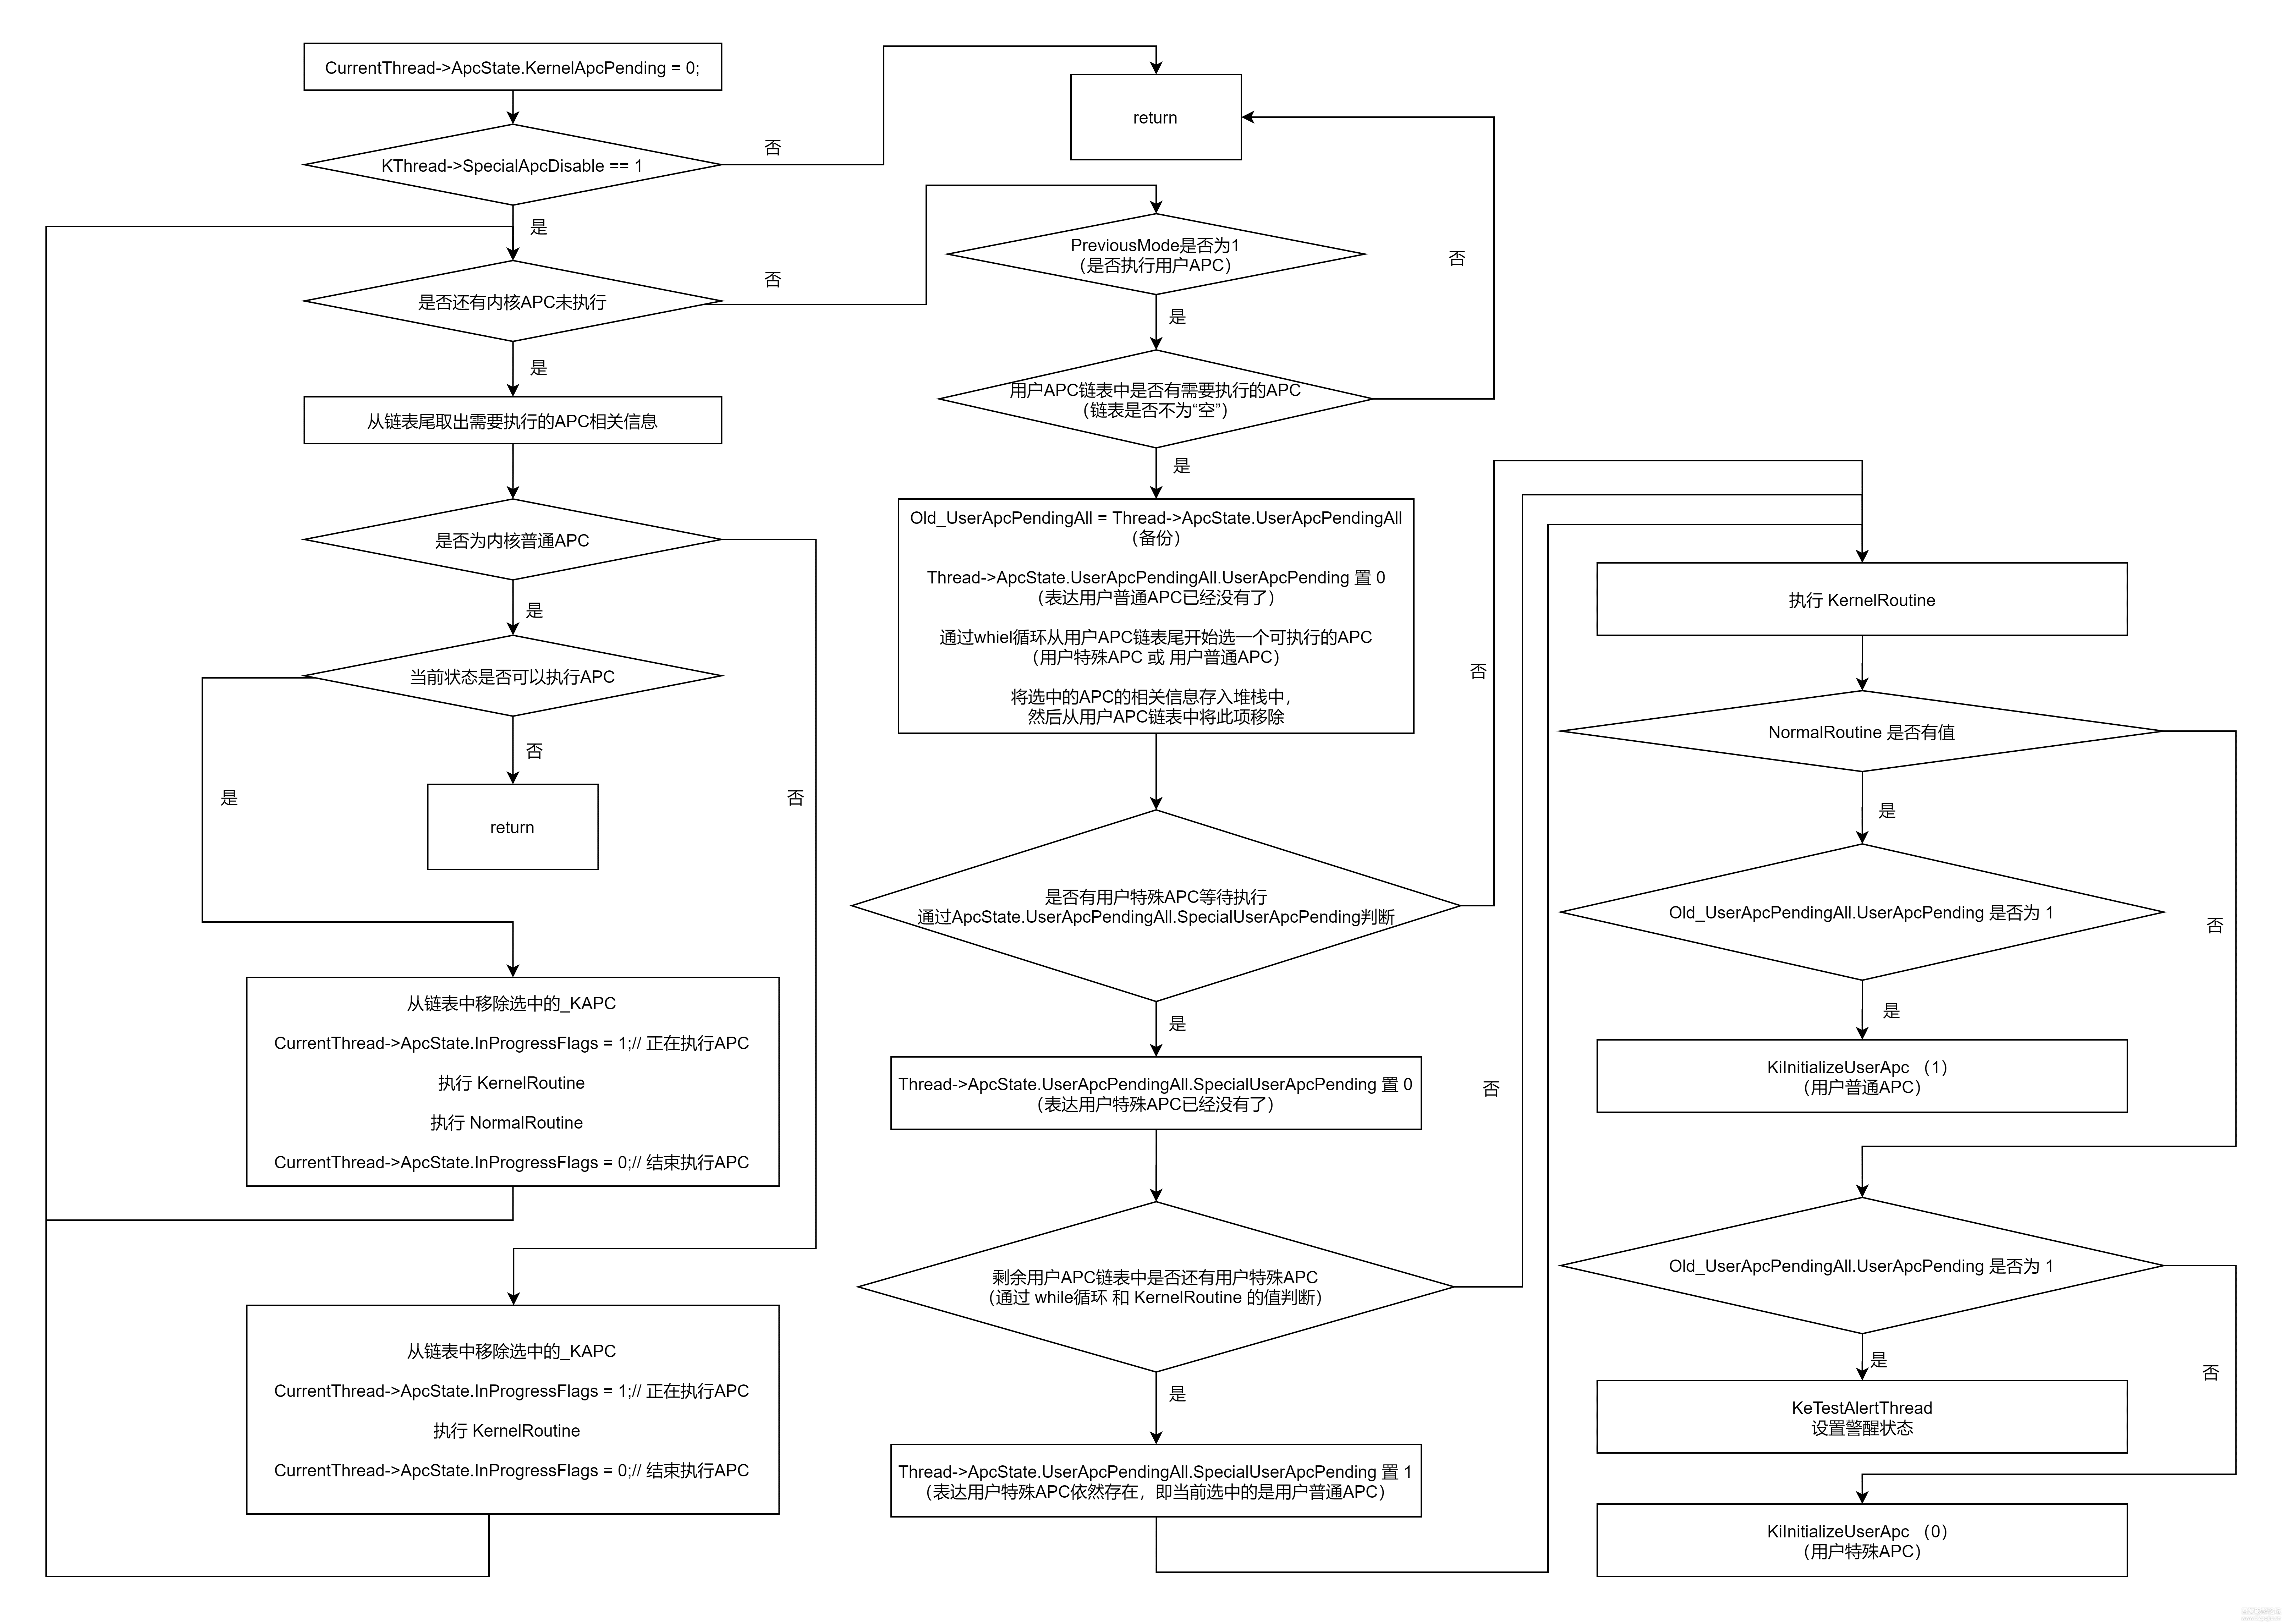 CurrentThread->ApcState.KernelApcPending = 0;
KThread->SpecialApcDisable == 1
否
是
是否还有内核APC未执行
否
是
从链表尾取出需要执行的APC相关信息
是否为内核普通APC
是
否
当前状态是否可以执行APC
是
否
return
从链表中移除选中的_KAPC
CurrentThread->ApcState.InProgressFlags = 1;// 正在执行APC
执行 KernelRoutine
执行 NormalRoutine
CurrentThread->ApcState.InProgressFlags = 0;// 结束执行APC
从链表中移除选中的_KAPC
CurrentThread->ApcState.InProgressFlags = 1;// 正在执行APC
执行 KernelRoutine
CurrentThread->ApcState.InProgressFlags = 0;// 结束执行APC
return
PreviousMode是否为1
（是否执行用户APC）
是
否
用户APC链表中是否有需要执行的APC
（链表是否不为“空”）
是
Old_UserApcPendingAll = Thread->ApcState.UserApcPendingAll
（备份）
Thread->ApcState.UserApcPendingAll.UserApcPending 置 0
（表达用户普通APC已经没有了）
通过whiel循环从用户APC链表尾开始选一个可执行的APC
（用户特殊APC 或 用户普通APC）
将选中的APC的相关信息存入堆栈中，
然后从用户APC链表中将此项移除
否
是否有用户特殊APC等待执行
通过ApcState.UserApcPendingAll.SpecialUserApcPending判断
是
Thread->ApcState.UserApcPendingAll.SpecialUserApcPending 置 0
（表达用户特殊APC已经没有了）
否
剩余用户APC链表中是否还有用户特殊APC
（通过 while循环 和 KernelRoutine 的值判断）
是
Thread->ApcState.UserApcPendingAll.SpecialUserApcPending 置 1
（表达用户特殊APC依然存在，即当前选中的是用户普通APC）
执行 KernelRoutine
NormalRoutine 是否有值
是
否
Old_UserApcPendingAll.UserApcPending 是否为 1
是
KiInitializeUserApc （1）
（用户普通APC）
Old_UserApcPendingAll.UserApcPending 是否为 1
是
否
KeTestAlertThread
设置警醒状态
KiInitializeUserApc （0）
（用户特殊APC）